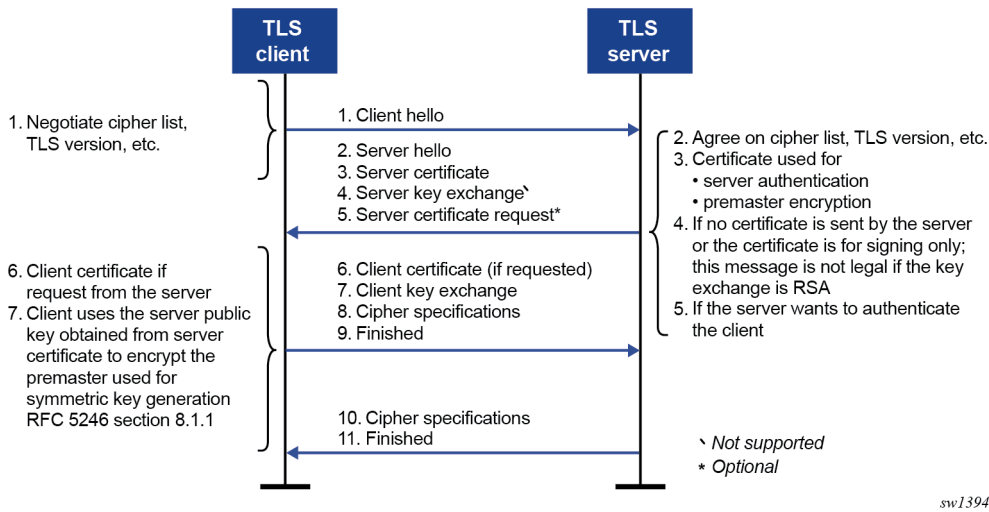 TLS
client
TLS
server
1. Negotiate cipher list,
TLS version, etc.
1. Client hello
2. Server hello
3. Server certificate
4. Server key exchange`
5. Server certificate request*
2. Agree on cipher list, TLS version, etc.
3. Certificate used for
• server authentication
• premaster encryption
4. If no certificate is sent by the server
or the certificate is for signing only;
this message is not legal if the key
exchange is RSA
5. If the server wants to authenticate
the client
6. Client certificate if
request from the server
7. Client uses the server public
key obtained from server
certificate to encrypt the
premaster used for
symmetric key generation
RFC 5246 section 8.1.1
6. Client certificate (if requested)
7. Client key exchange
8. Cipher specifications
9. Finished
10. Cipher specifications
11. Finished
` Not supported
* Optional
sw1394